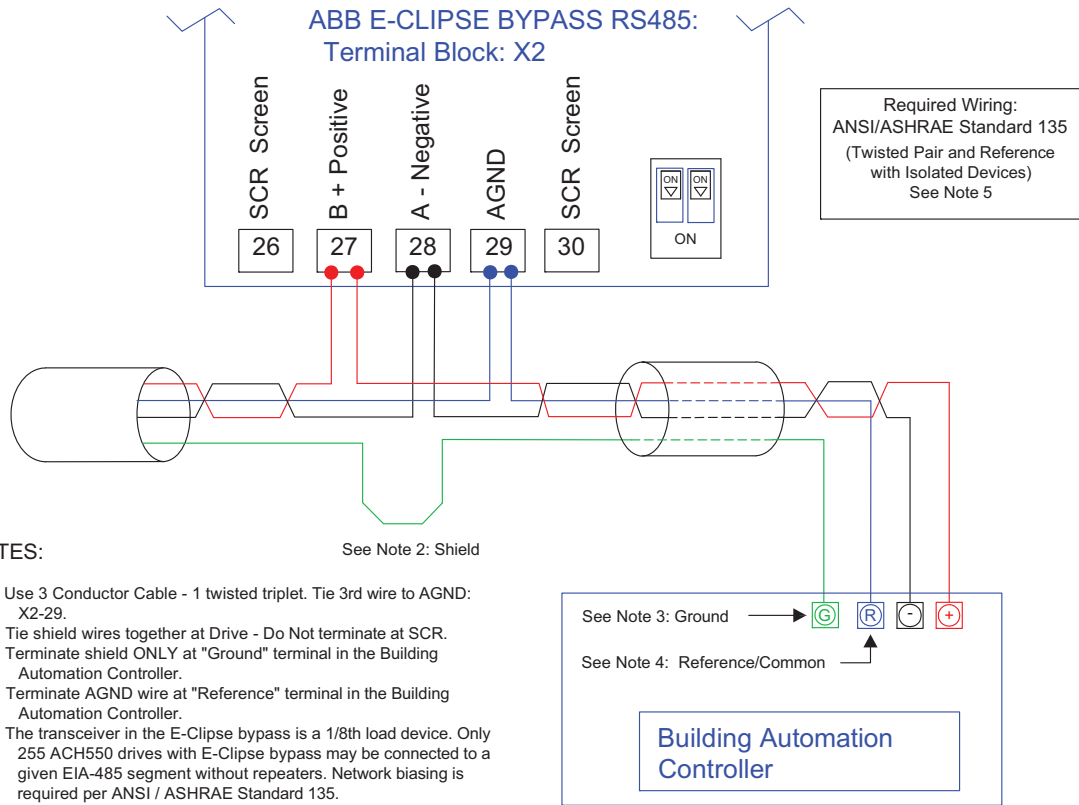 ABB E-CLIPSE BYPASS RS485:
Terminal Block: X2
SCR Screen
B + Positive
A - Negative
AGND
SCR Screen
26
27
28
29
30
ON
ON
ON
Required Wiring:
ANSI/ASHRAE Standard 135
(Twisted Pair and Reference
with Isolated Devices)
See Note 5
See Note 2: Shield
TES:
Use 3 Conductor Cable - 1 twisted triplet. Tie 3rd wire to AGND:
X2-29.
Tie shield wires together at Drive - Do Not terminate at SCR.
Terminate shield ONLY at "Ground" terminal in the Building
Automation Controller.
Terminate AGND wire at "Reference" terminal in the Building
Automation Controller.
The transceiver in the E-Clipse bypass is a 1/8th load device. Only
255 ACH550 drives with E-Clipse bypass may be connected to a
given EIA-485 segment without repeaters. Network biasing is
required per ANSI / ASHRAE Standard 135.
See Note 3: Ground
G
R
-
+
See Note 4: Reference/Common
Building Automation
Controller